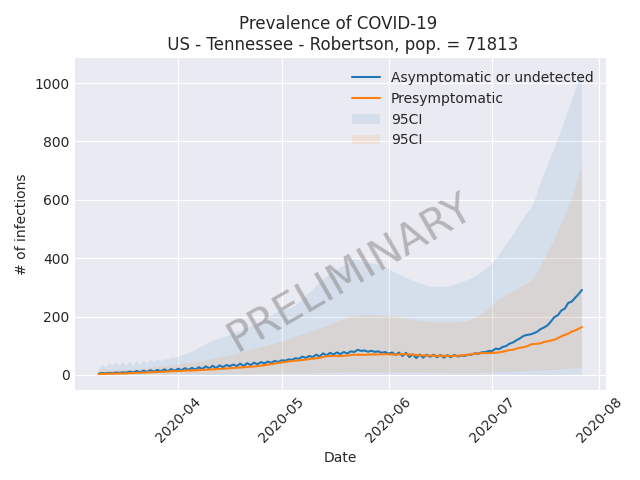 Prevalence of COVID-19
US - Tennessee - Robertson, pop. = 71813
Asymptomatic or undetected
Presymptomatic
95CI
95CI
PRELIMINARY
# of infections
1000
800
600
400
200
0
2020-04
2020-05
2020-06
2020-07
2020-08
Date